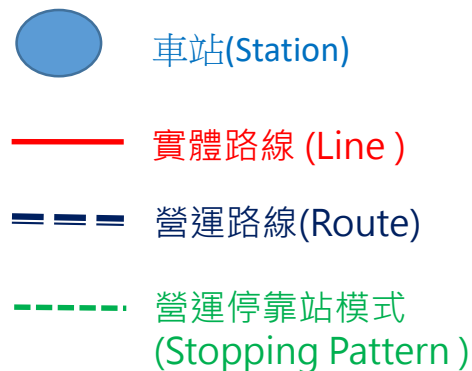 車站(Station)
實體路線 (Line )
營運路線(Route)
營運停靠站模式
(Stopping Pattern )